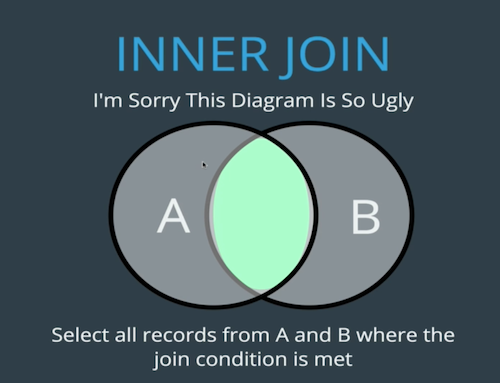 INNER JOIN
I'm Sorry This Diagram Is So Ugly
A B
Select all records from A and B where the
join condition is met